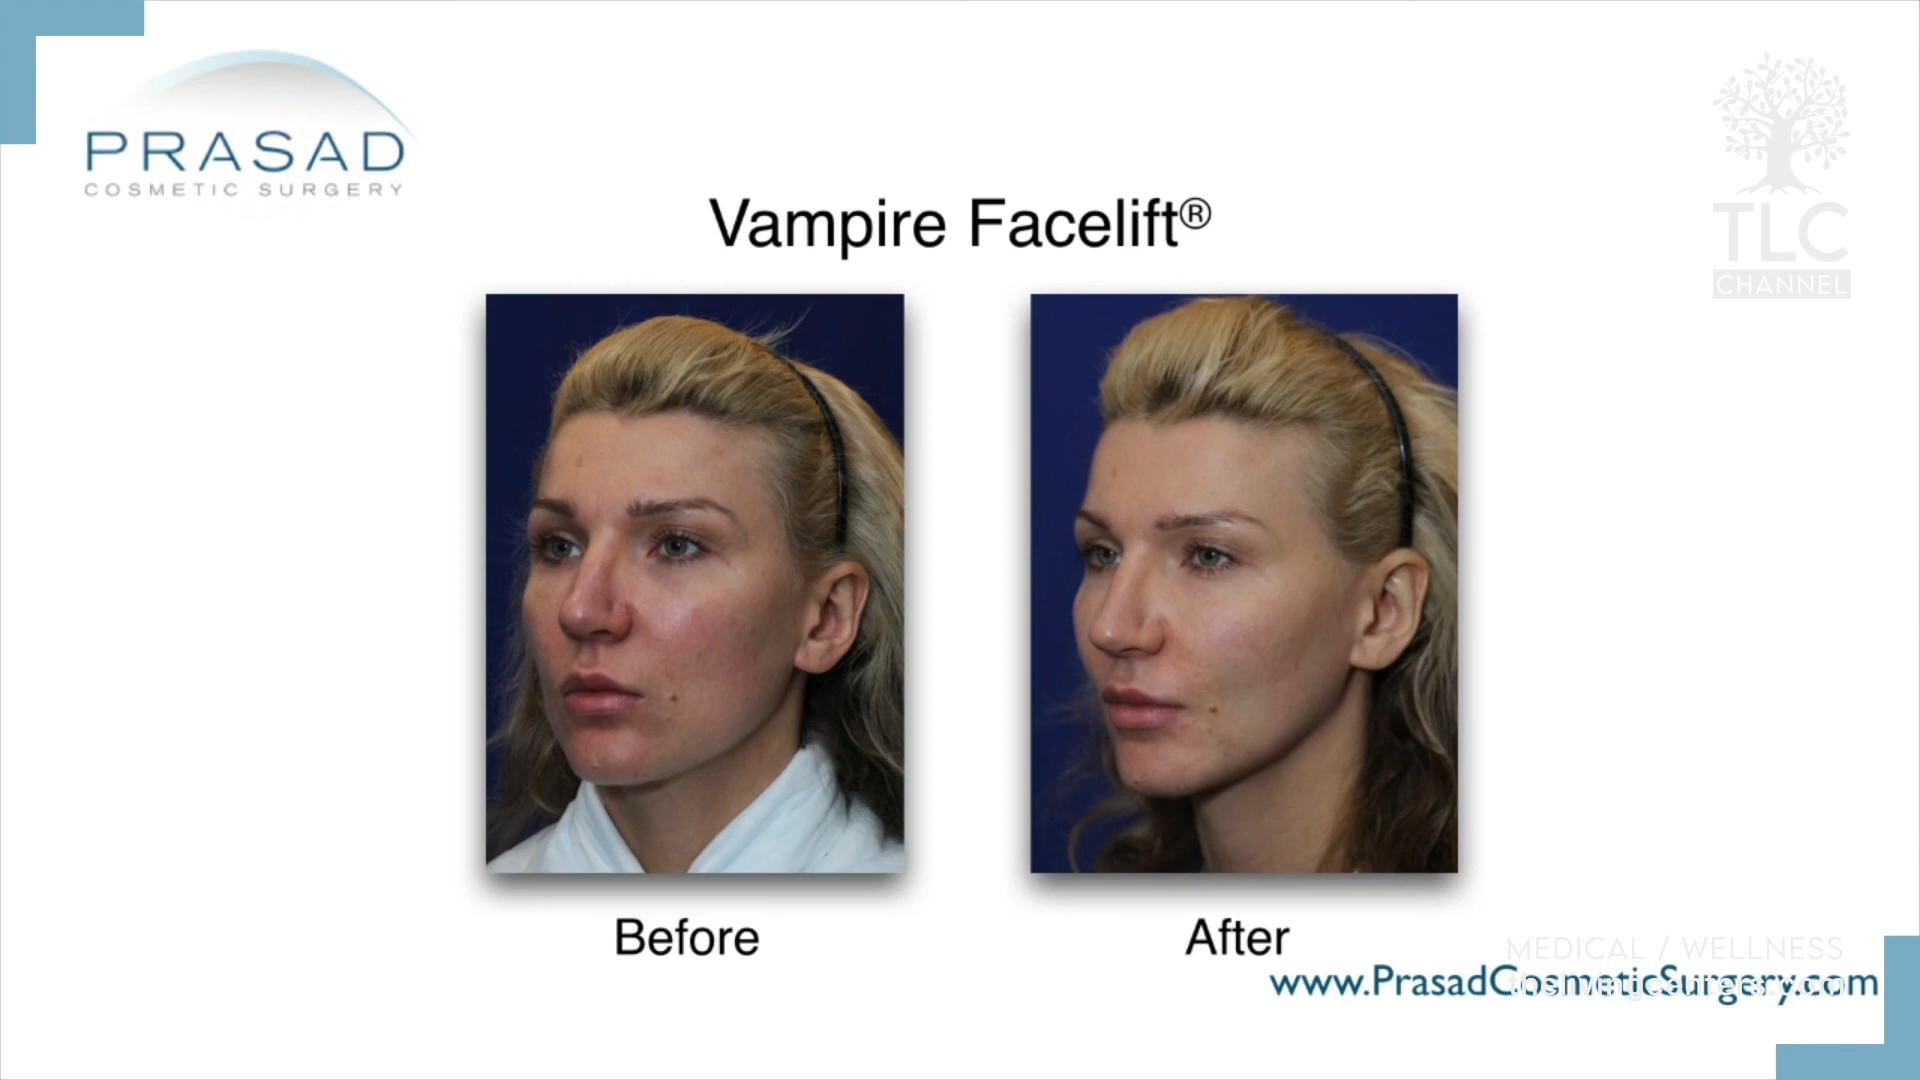 PRASAD
COSMETIC SURGERY
TLC
CHANNEL
Vampire Facelift®
Before
After
MEDICAL / WELLNESS
www.PrasadCosmeticSurgery.com